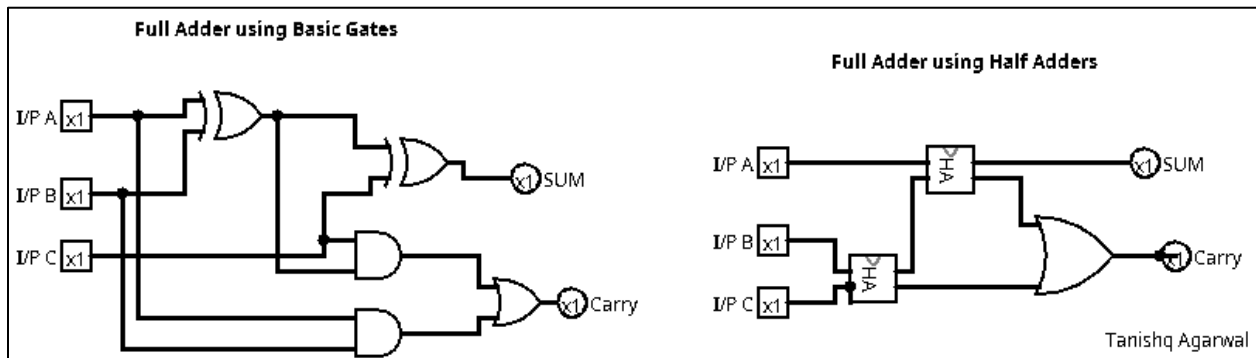 Full Adder using Basic Gates
I/P A x1
I/P B x1
I/P C x1
x1 SUM
x1 Carry
Full Adder using Half Adders
I/P A x1
HA
x1 SUM
I/P B x1
HA
x1 Carry
I/P C x1
Tanishq Agarwal